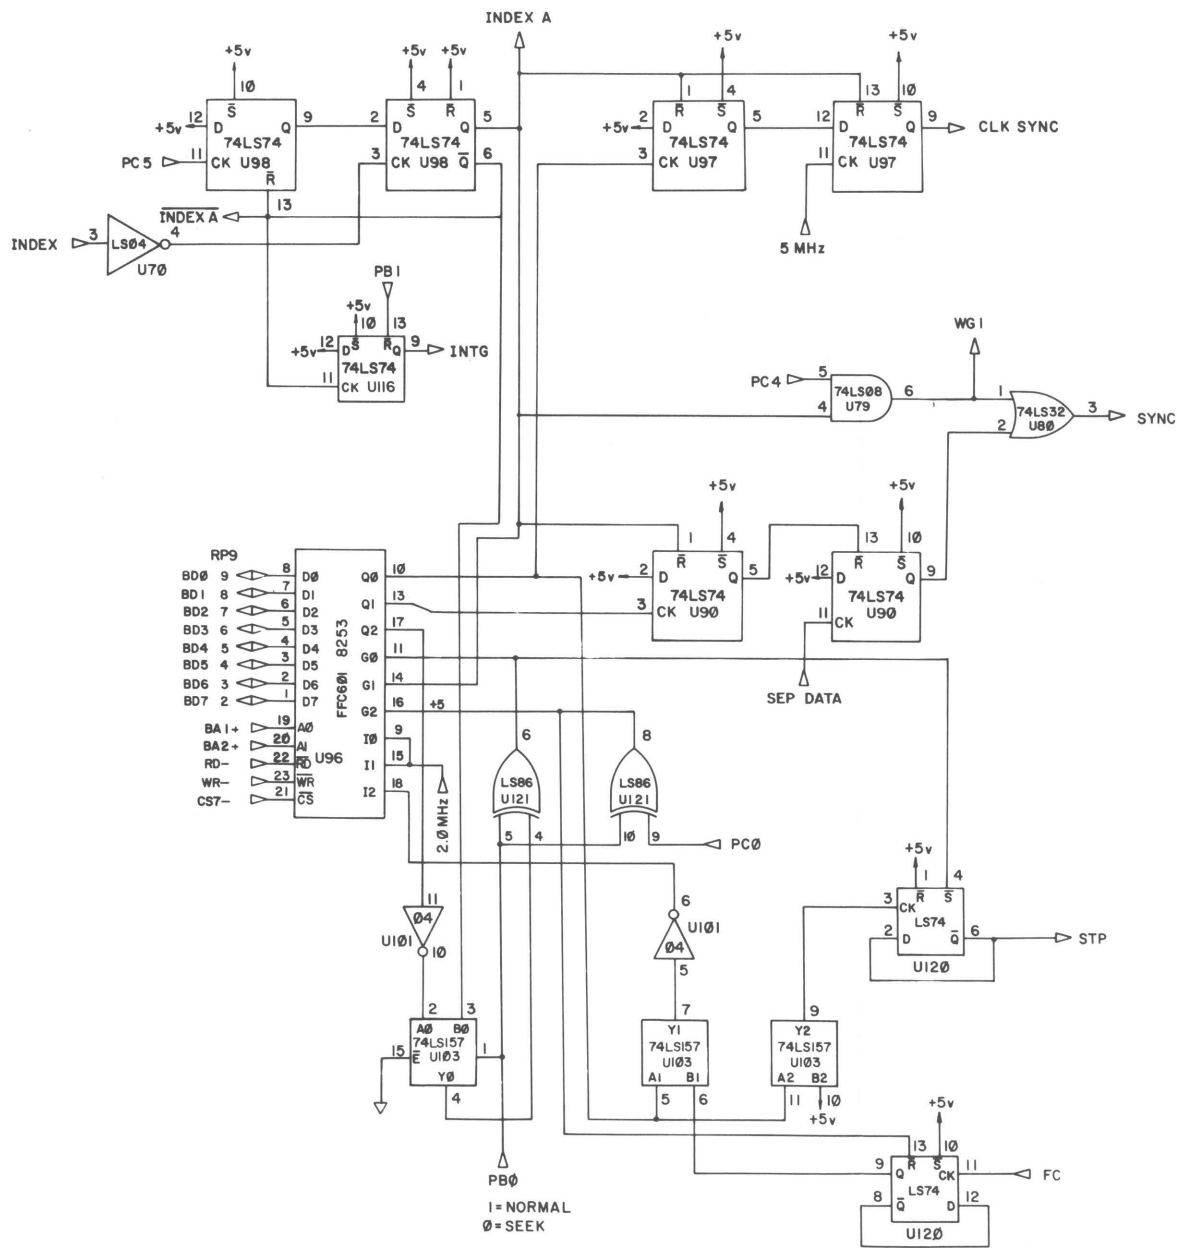 INDEX A
+5v
10
S
12 D Q 9
+5v
74LS74
PC5 11 CK U98
R
13
+5v +5v
4 1
S R
2 D Q 5
74LS74
3 CK U98 Q 6
INDEX A
INDEX 3 LS04 4
U70
+5v
1 4
R S
+5v 2 D Q 5
74LS74
3 CK U97
+5v
13 10
R S
12 D Q 9 CLK SYNC
74LS74
11 CK U97
5 MHz
PB1
+5v
10 13
12 S R 9
+5v D Q INTG
74LS74
11 CK U116
WG1
PC4 5
74LS08 6
4 U79
1
74LS32 3 SYNC
2 U80
+5v
1 4
R S
+5v 2 D Q 5
74LS74
3 CK U90
+5v
13 10
R S
+5v 12 D Q 9
74LS74
11 CK U90
SEP DATA
RP9
BD0 9 8 D0 Q0 10
BD1 8 7 D1 Q1 13
BD2 7 6 D2 Q2 17
BD3 6 5 D3
BD4 5 4 D4 G0 11
BD5 4 3 D5
BD6 3 2 D6 G1 14
BD7 2 1 D7 G2 16 +5
FFC601 8253
BA1+ 19 A0 I0 9
BA2+ 20 A1
U96
RD- 22 RD I1 15
WR- 23 WR I2 18
CS7- 21 CS
2.0 MHz
6
LS86
U121
5 4
8
LS86
U121
10 9 PC0
11
04
U101
10
6
U101
04
5
+5v
1 4
R S
3 CK
LS74
2 D Q 6 STP
U120
2 3
A0 B0
74LS157
15 E U103 1
Y0
4
7
Y1
74LS157
U103
A1 B1
5 6
9
Y2
74LS157
U103
A2 B2
11 10
+5v
PB0
1 = NORMAL
0 = SEEK
+5v
13 10
R S
9 Q CK 11 FC
LS74
8 Q D 12
U120